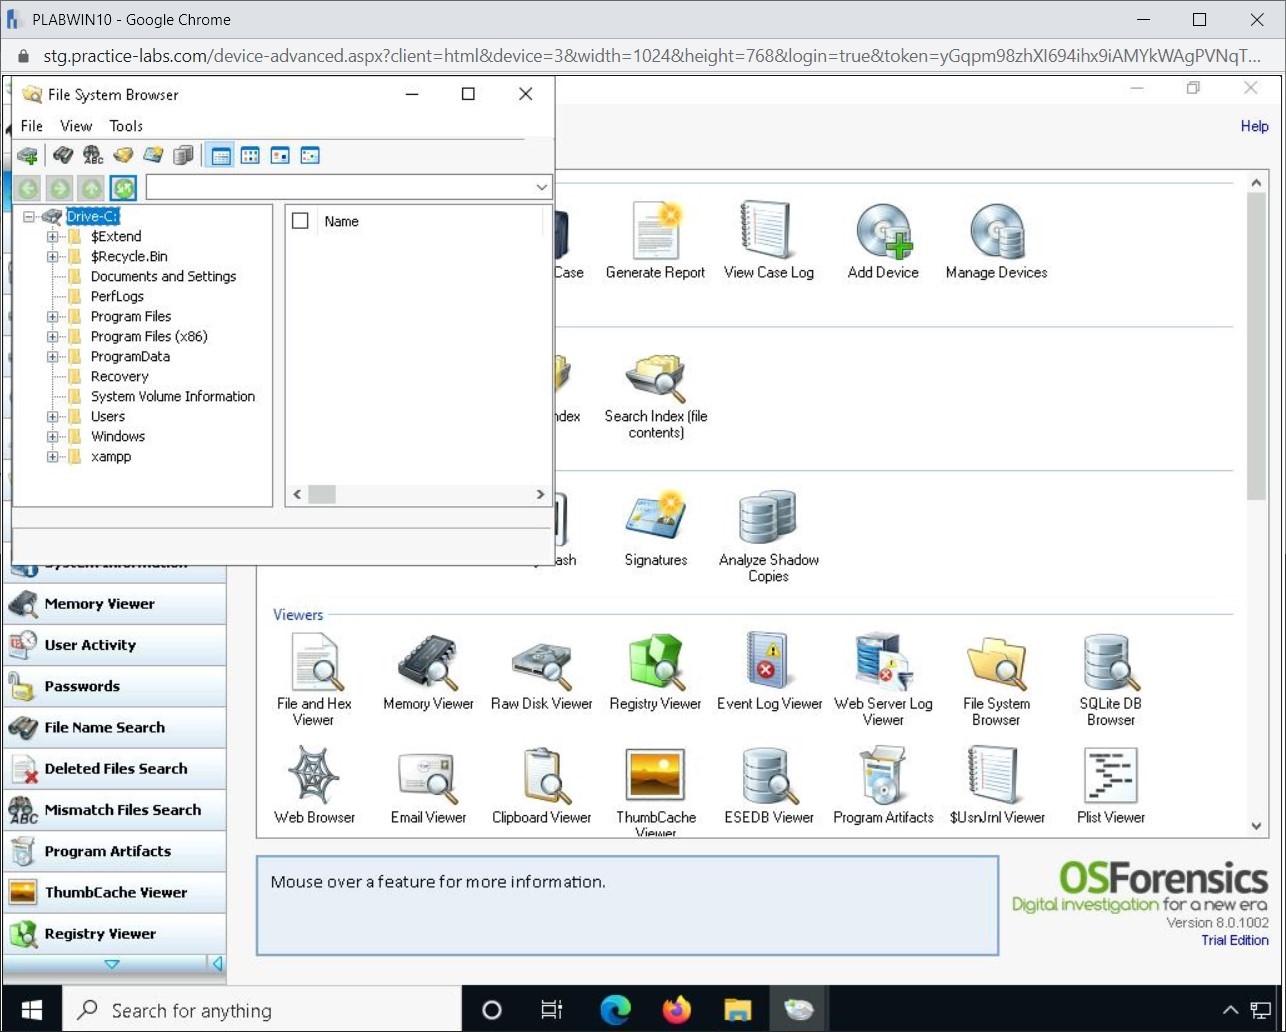 PLABWIN10 - Google Chrome
stg.practice-labs.com/device-advanced.aspx?client=html&device=3&width=1024&height=768&login=true&token=yGqpm98zhXI694ihx9iAMYkWAgPVNqT...
File System Browser
File View Tools
Help
Drive-C:
$Extend
$Recycle.Bin
Documents and Settings
PerfLogs
Program Files
Program Files (x86)
ProgramData
Recovery
System Volume Information
Users
Windows
xampp
Name
Case
Generate Report
View Case Log
Add Device
Manage Devices
Search Index (file
contents)
Signatures
Analyze Shadow
Copies
System Information
Memory Viewer
User Activity
Passwords
File Name Search
Deleted Files Search
Mismatch Files Search
Program Artifacts
ThumbCache Viewer
Registry Viewer
Viewers
File and Hex
Viewer
Memory Viewer
Raw Disk Viewer
Registry Viewer
Event Log Viewer
Web Server Log
Viewer
File System
Browser
SQLite DB
Browser
Web Browser
Email Viewer
Clipboard Viewer
ThumbCache
Viewer
ESEDB Viewer
Program Artifacts
$UsnJrnl Viewer
Plist Viewer
Mouse over a feature for more information.
OSForensics
Digital investigation for a new era
Version 8.0.1002
Trial Edition
Search for anything